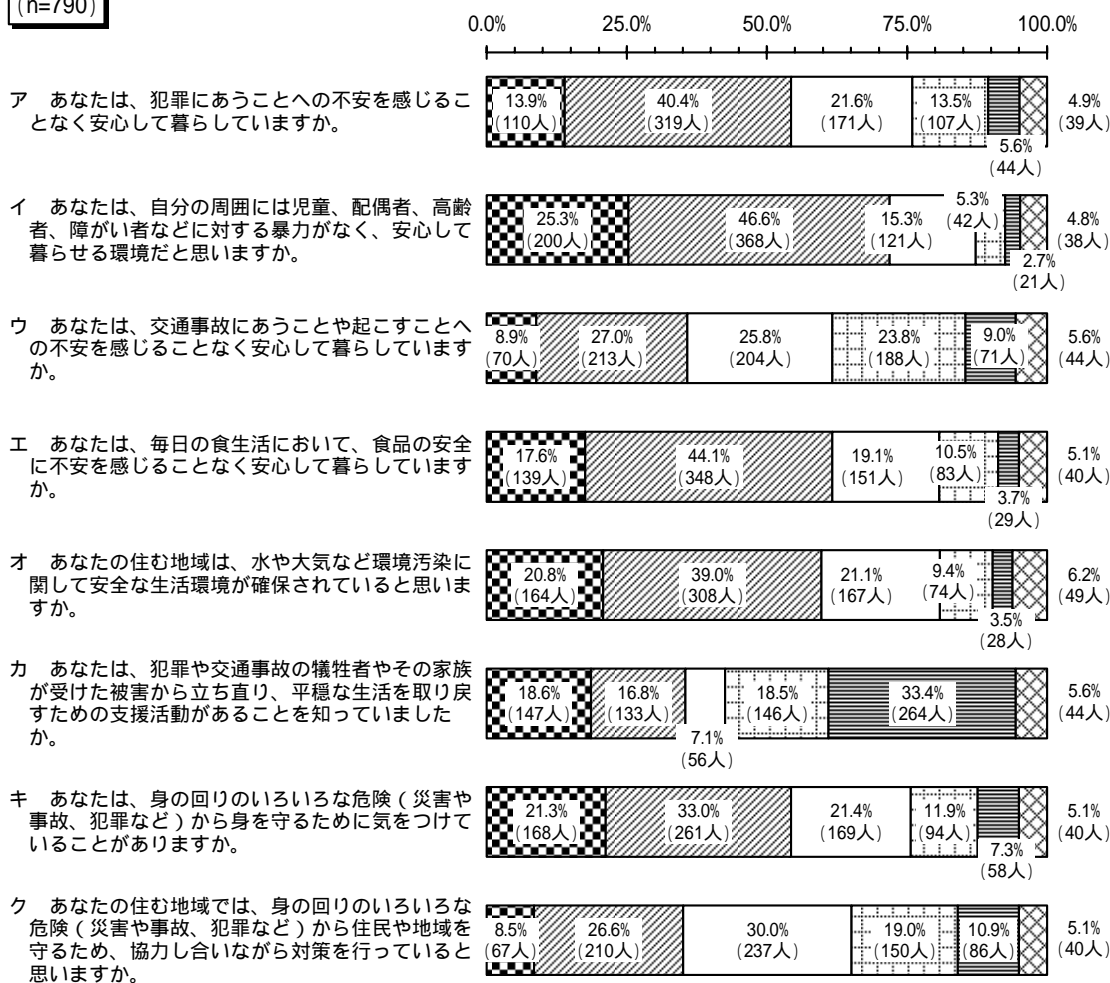 (n=790)
0.0% 25.0% 50.0% 75.0% 100.0%
ア あなたは、犯罪にあうことへの不安を感じるこ
となく安心して暮らしていますか。
13.9% 40.4% 21.6% 13.5% 4.9%
(110人) (319人) (171人) (107人) (39人)
5.6%
(44人)
イ あなたは、自分の周囲には児童、配偶者、高齢
者、障がい者などに対する暴力がなく、安心して
暮らせる環境だと思いますか。
5.3%
25.3% 46.6% 15.3% (42人) 4.8%
(200人) (368人) (121人) (38人)
2.7%
(21人)
ウ あなたは、交通事故にあうことや起こすことへ
の不安を感じることなく安心して暮らしています
か。
8.9% 27.0% 25.8% 23.8% 9.0% 5.6%
(70人) (213人) (204人) (188人) (71人) (44人)
エ あなたは、毎日の食生活において、食品の安全
に不安を感じることなく安心して暮らしています
か。
17.6% 44.1% 19.1% 10.5% 5.1%
(139人) (348人) (151人) (83人) (40人)
3.7%
(29人)
オ あなたの住む地域は、水や大気など環境汚染に
関して安全な生活環境が確保されていると思いま
すか。
20.8% 39.0% 21.1% 9.4% 6.2%
(164人) (308人) (167人) (74人) (49人)
3.5%
(28人)
カ あなたは、犯罪や交通事故の犠牲者やその家族
が受けた被害から立ち直り、平穏な生活を取り戻
すための支援活動があることを知っていました
か。
18.6% 16.8% 18.5% 33.4% 5.6%
(147人) (133人) (146人) (264人) (44人)
7.1%
(56人)
キ あなたは、身の回りのいろいろな危険(災害や
事故、犯罪など)から身を守るために気をつけて
いることがありますか。
21.3% 33.0% 21.4% 11.9% 5.1%
(168人) (261人) (169人) (94人) (40人)
7.3%
(58人)
ク あなたの住む地域では、身の回りのいろいろな
危険(災害や事故、犯罪など)から住民や地域を
守るため、協力し合いながら対策を行っていると
思いますか。
8.5% 26.6% 30.0% 19.0% 10.9% 5.1%
(67人) (210人) (237人) (150人) (86人) (40人)